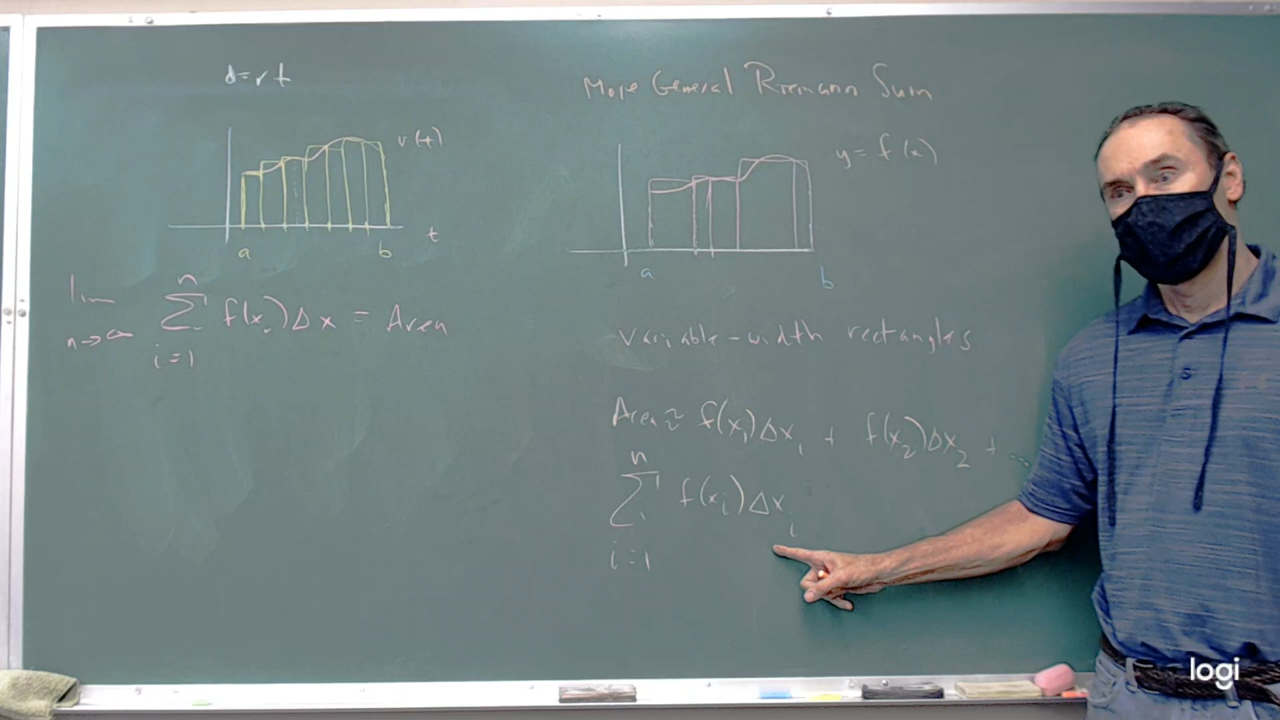 d = r t
v(t)
t
a b
lim n→∞ n Σ i=1 f(xᵢ)Δx = Area
More General Riemann Sum
y = f(x)
a b
variable-width rectangles
Area ≈ f(x₁)Δx₁ + f(x₂)Δx₂ + ...
n Σ i=1 f(xᵢ)Δxᵢ
logi